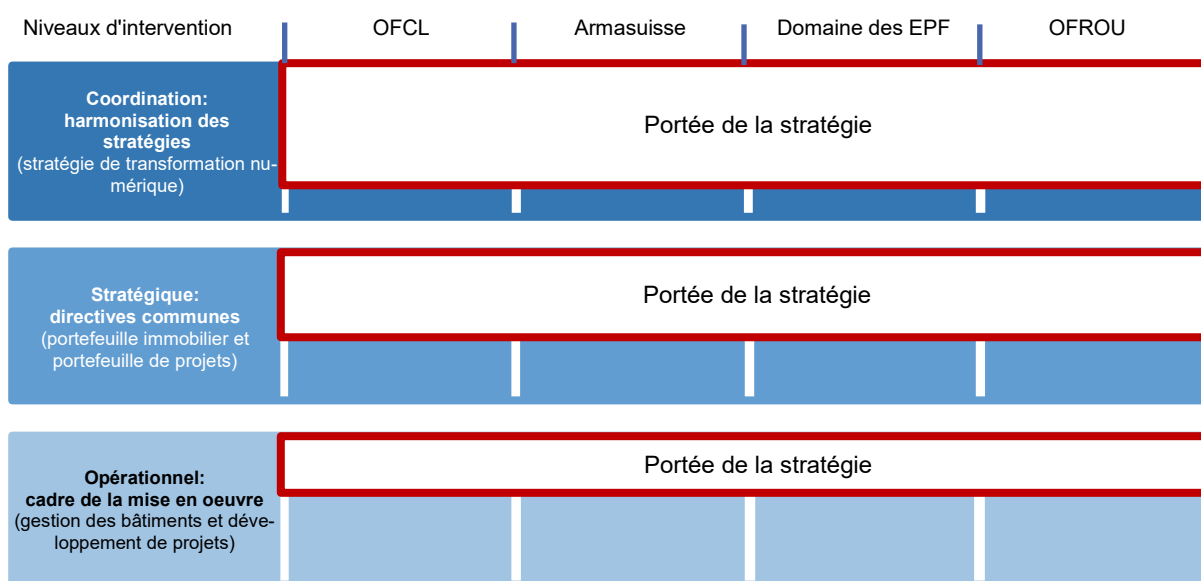 Niveaux d'intervention OFCL Armasuisse Domaine des EPF OFROU
Coordination:
harmonisation des
stratégies
(stratégie de transformation nu-
mérique)
Portée de la stratégie
Stratégique:
directives communes
(portefeuille immobilier et
portefeuille de projets)
Portée de la stratégie
Opérationnel:
cadre de la mise en oeuvre
(gestion des bâtiments et déve-
loppement de projets)
Portée de la stratégie